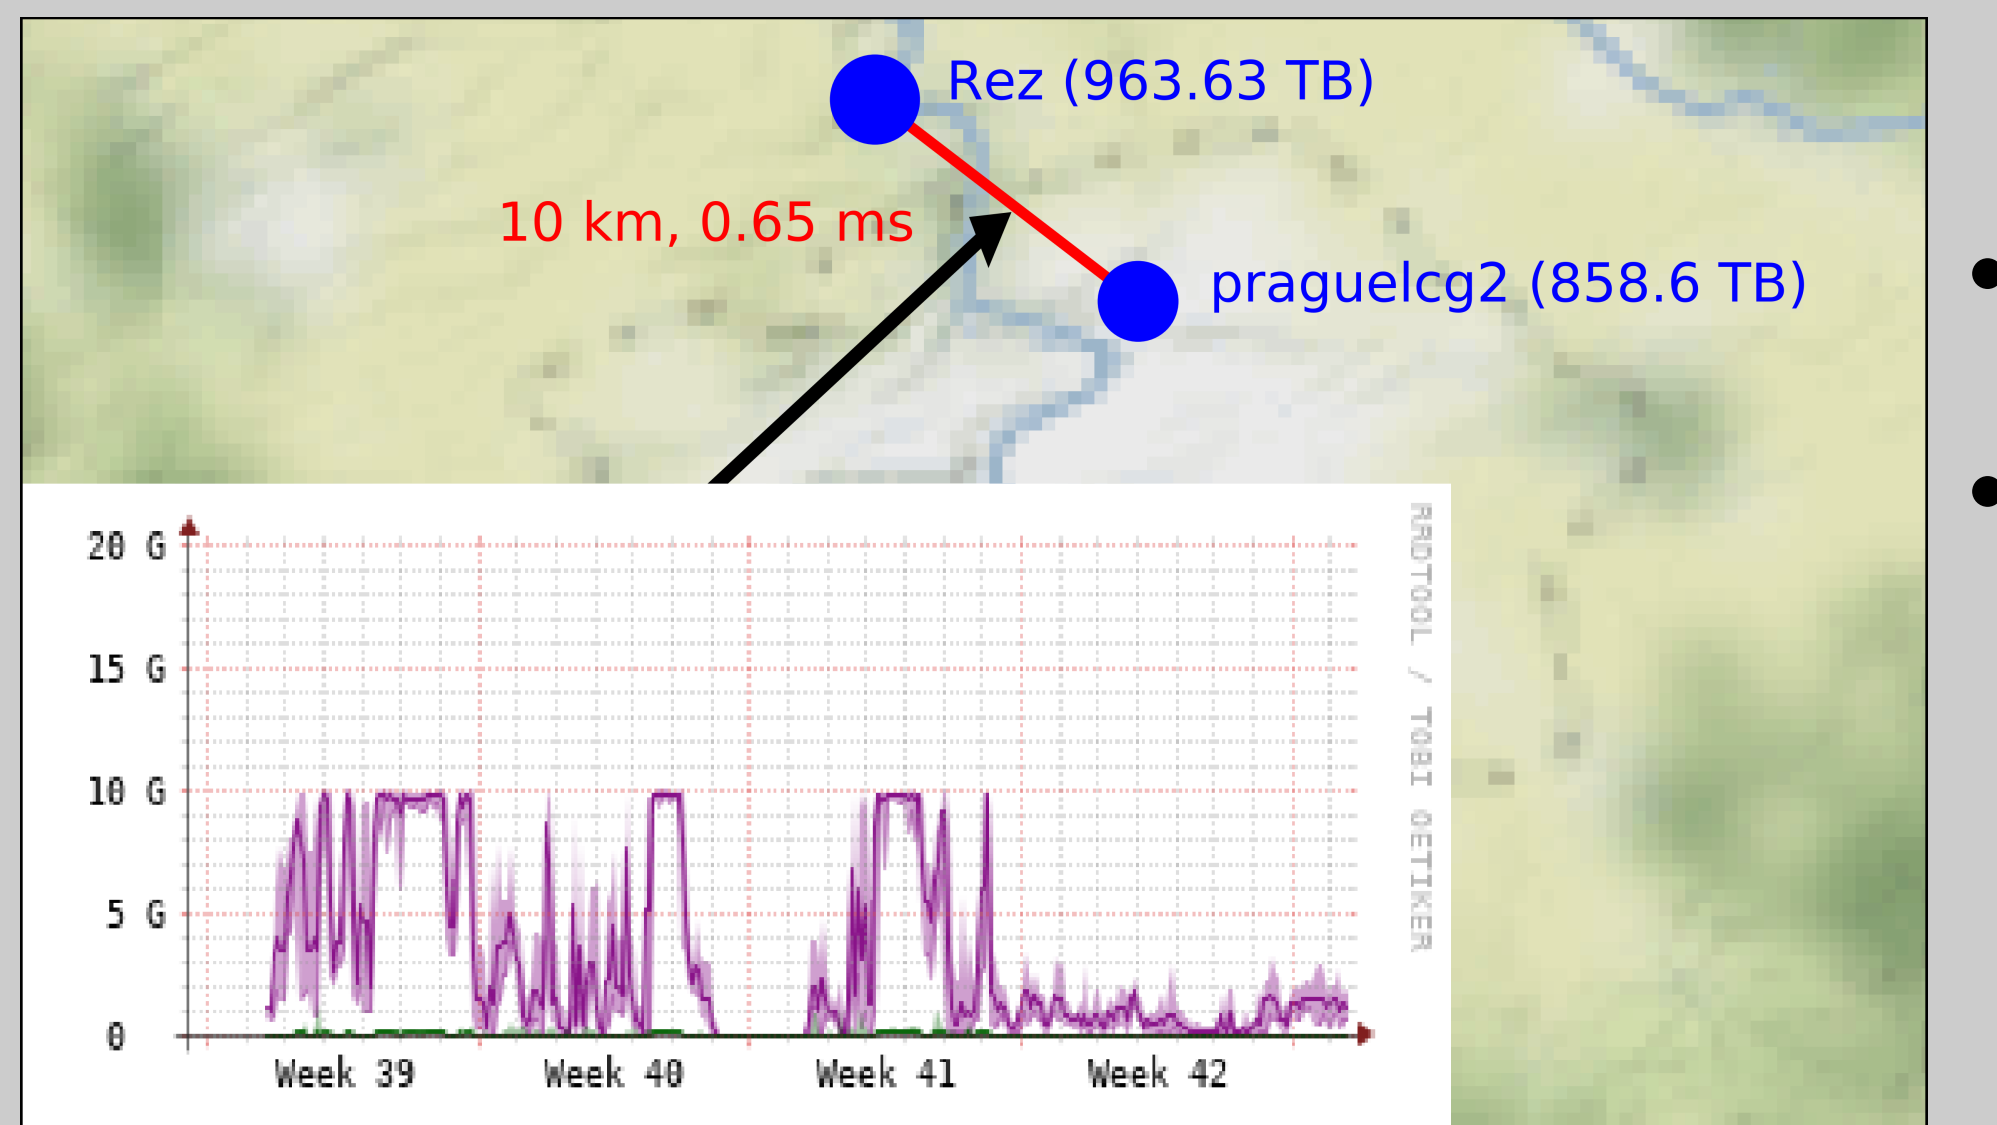 Rez (963.63 TB)
10 km, 0.65 ms
praguelcg2 (858.6 TB)
20 G
15 G
10 G
5 G
0
Week 39
Week 40
Week 41
Week 42
RRDTOOL / TOBI OETIKER